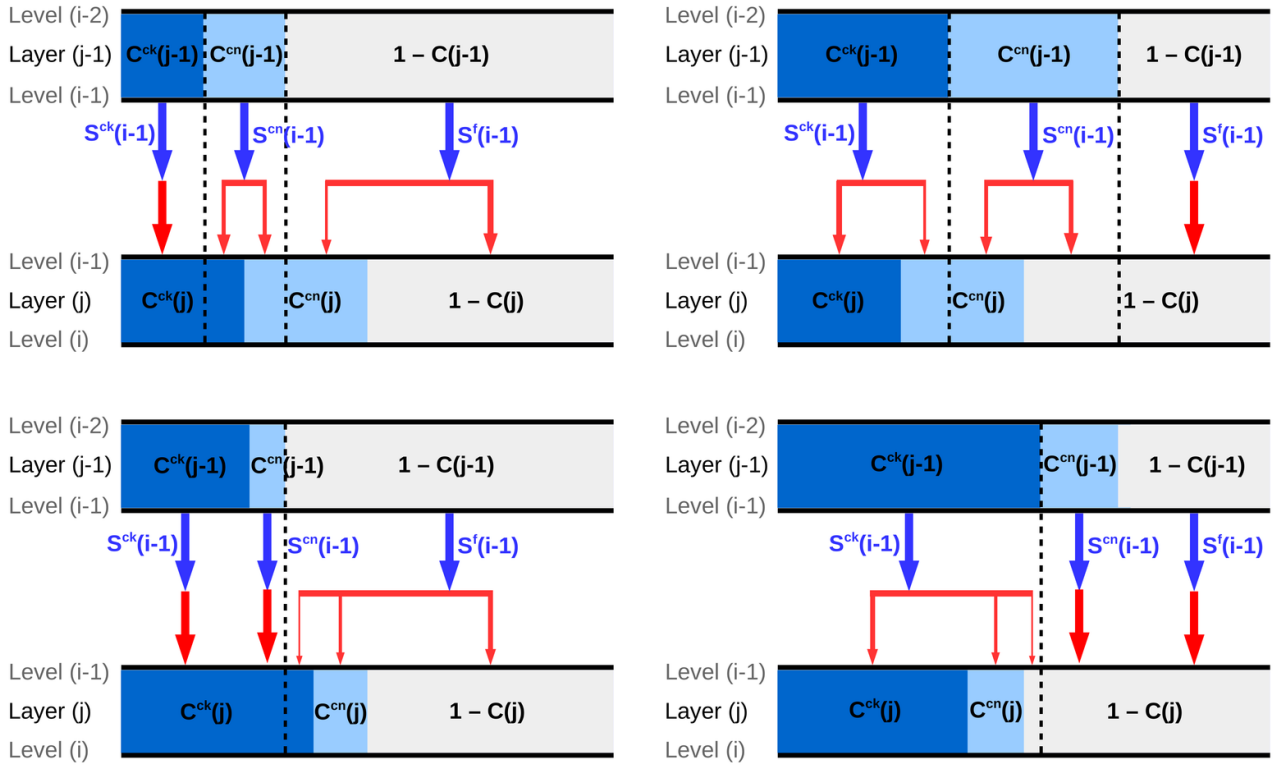 Level (i-2)
Layer (j-1) Cck(j-1) Ccn(j-1) 1 – C(j-1)
Level (i-1)
Sck(i-1) Scn(i-1) Sf(i-1)
Level (i-1)
Layer (j) Cck(j) Ccn(j) 1 – C(j)
Level (i)
Level (i-2)
Layer (j-1) Cck(j-1) Ccn(j-1) 1 – C(j-1)
Level (i-1)
Sck(i-1) Scn(i-1) Sf(i-1)
Level (i-1)
Layer (j) Cck(j) Ccn(j) 1 – C(j)
Level (i)
Level (i-2)
Layer (j-1) Cck(j-1) Ccn(j-1) 1 – C(j-1)
Level (i-1)
Sck(i-1) Scn(i-1) Sf(i-1)
Level (i-1)
Layer (j) Cck(j) Ccn(j) 1 – C(j)
Level (i)
Level (i-2)
Layer (j-1) Cck(j-1) Ccn(j-1) 1 – C(j-1)
Level (i-1)
Sck(i-1) Scn(i-1) Sf(i-1)
Level (i-1)
Layer (j) Cck(j) Ccn(j) 1 – C(j)
Level (i)